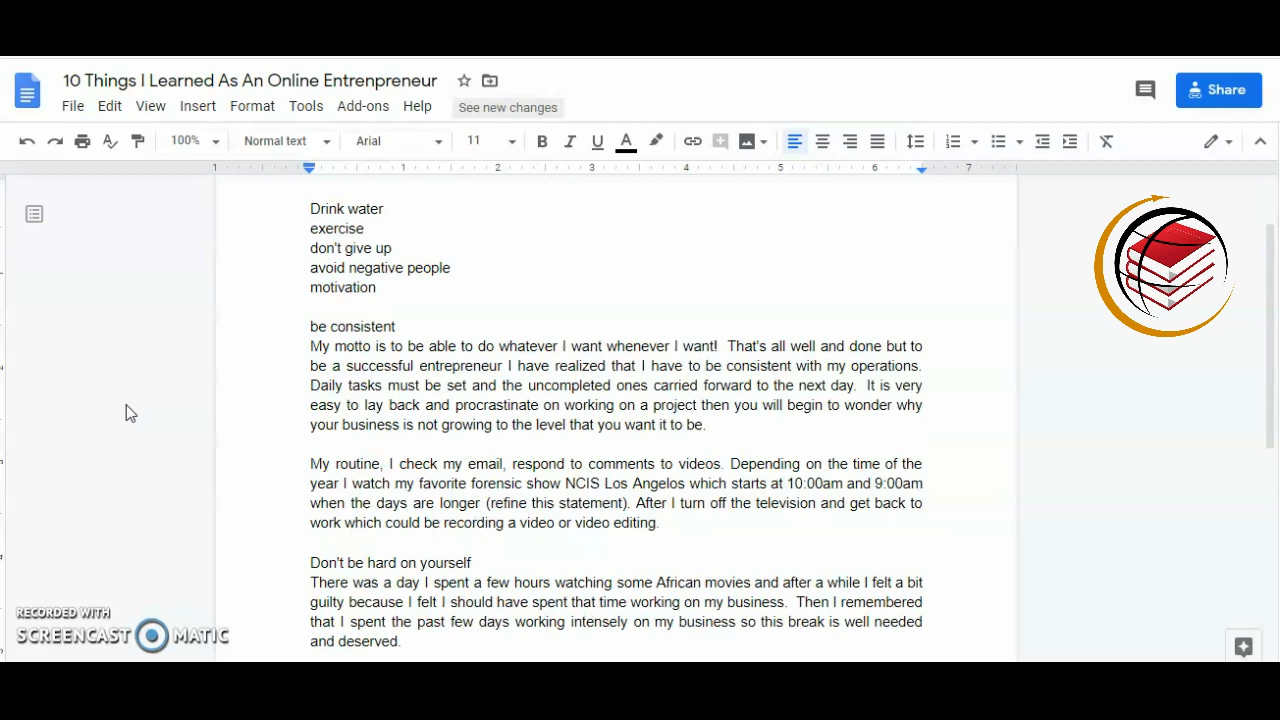 10 Things I Learned As An Online Entrenpreneur
File Edit View Insert Format Tools Add-ons Help See new changes
Share
100% Normal text Arial 11
1 1 2 3 4 5 6 7
Drink water
exercise
don't give up
avoid negative people
motivation
be consistent
My motto is to be able to do whatever I want whenever I want! That's all well and done but to
be a successful entrepreneur I have realized that I have to be consistent with my operations.
Daily tasks must be set and the uncompleted ones carried forward to the next day. It is very
easy to lay back and procrastinate on working on a project then you will begin to wonder why
your business is not growing to the level that you want it to be.
My routine, I check my email, respond to comments to videos. Depending on the time of the
year I watch my favorite forensic show NCIS Los Angelos which starts at 10:00am and 9:00am
when the days are longer (refine this statement). After I turn off the television and get back to
work which could be recording a video or video editing.
Don't be hard on yourself
There was a day I spent a few hours watching some African movies and after a while I felt a bit
guilty because I felt I should have spent that time working on my business. Then I remembered
that I spent the past few days working intensely on my business so this break is well needed
and deserved.
RECORDED WITH
SCREENCAST MATIC